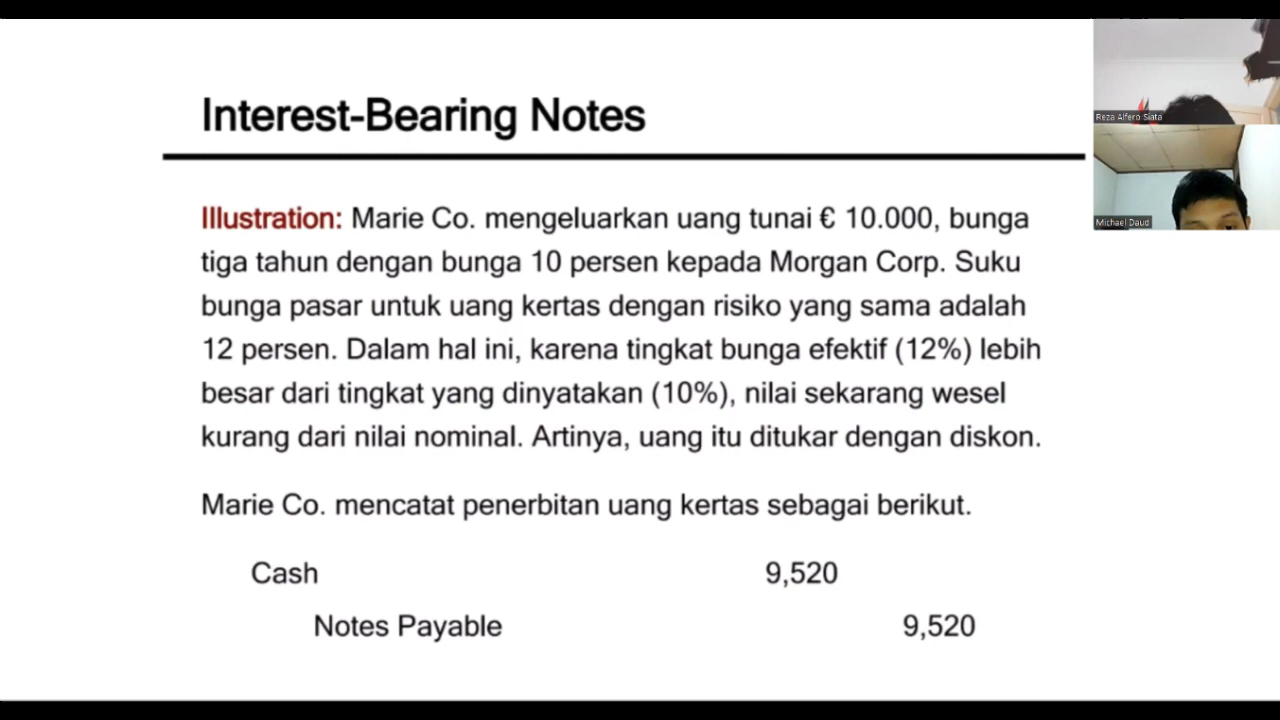 Interest-Bearing Notes
Illustration: Marie Co. mengeluarkan uang tunai € 10.000, bunga
tiga tahun dengan bunga 10 persen kepada Morgan Corp. Suku
bunga pasar untuk uang kertas dengan risiko yang sama adalah
12 persen. Dalam hal ini, karena tingkat bunga efektif (12%) lebih
besar dari tingkat yang dinyatakan (10%), nilai sekarang wesel
kurang dari nilai nominal. Artinya, uang itu ditukar dengan diskon.
Marie Co. mencatat penerbitan uang kertas sebagai berikut.
Cash 9,520
Notes Payable 9,520
Reza Alfero Siata
Michael Daud